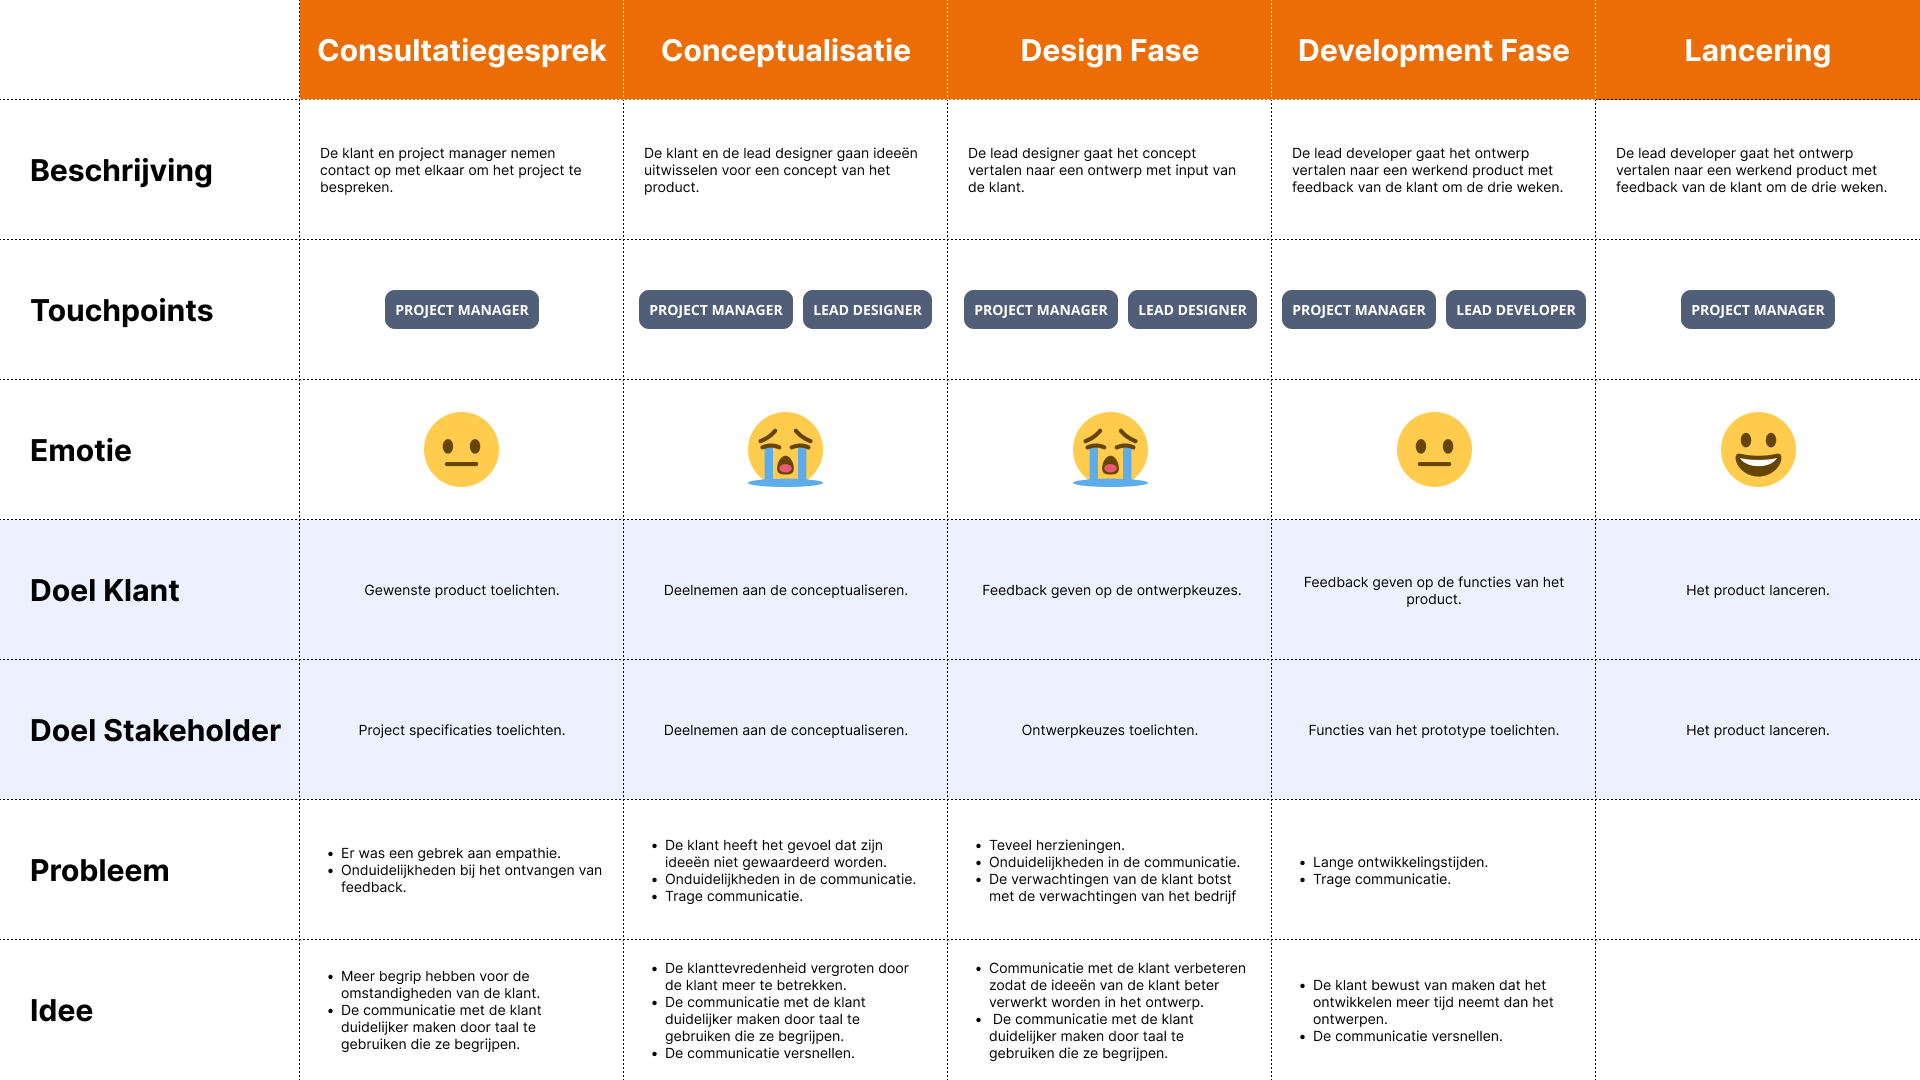 Consultatiegesprek
Conceptualisatie
Design Fase
Development Fase
Lancering
Beschrijving
De klant en project manager nemen
contact op met elkaar om het project te
bespreken.
De klant en de lead designer gaan ideeën
uitwisselen voor een concept van het
product.
De lead designer gaat het concept
vertalen naar een ontwerp met input van
de klant.
De lead developer gaat het ontwerp
vertalen naar een werkend product met
feedback van de klant om de drie weken.
De lead developer gaat het ontwerp
vertalen naar een werkend product met
feedback van de klant om de drie weken.
Touchpoints
PROJECT MANAGER
PROJECT MANAGER
LEAD DESIGNER
PROJECT MANAGER
LEAD DESIGNER
PROJECT MANAGER
LEAD DEVELOPER
PROJECT MANAGER
Emotie
Doel Klant
Gewenste product toelichten.
Deelnemen aan de conceptualiseren.
Feedback geven op de ontwerpkeuzes.
Feedback geven op de functies van het
product.
Het product lanceren.
Doel Stakeholder
Project specificaties toelichten.
Deelnemen aan de conceptualiseren.
Ontwerpkeuzes toelichten.
Functies van het prototype toelichten.
Het product lanceren.
Probleem
• Er was een gebrek aan empathie.
• Onduidelijkheden bij het ontvangen van
feedback.
• De klant heeft het gevoel dat zijn
ideeën niet gewaardeerd worden.
• Onduidelijkheden in de communicatie.
• Trage communicatie.
• Teveel herzieningen.
• Onduidelijkheden in de communicatie.
• De verwachtingen van de klant botst
met de verwachtingen van het bedrijf
• Lange ontwikkelingstijden.
• Trage communicatie.
Idee
• Meer begrip hebben voor de
omstandigheden van de klant.
• De communicatie met de klant
duidelijker maken door taal te
gebruiken die ze begrijpen.
• De klanttevredenheid vergroten door
de klant meer te betrekken.
• De communicatie met de klant
duidelijker maken door taal te
gebruiken die ze begrijpen.
• De communicatie versnellen.
• Communicatie met de klant verbeteren
zodat de ideeën van de klant beter
verwerkt worden in het ontwerp.
• De communicatie met de klant
duidelijker maken door taal te
gebruiken die ze begrijpen.
• De klant bewust van maken dat het
ontwikkelen meer tijd neemt dan het
ontwerpen.
• De communicatie versnellen.